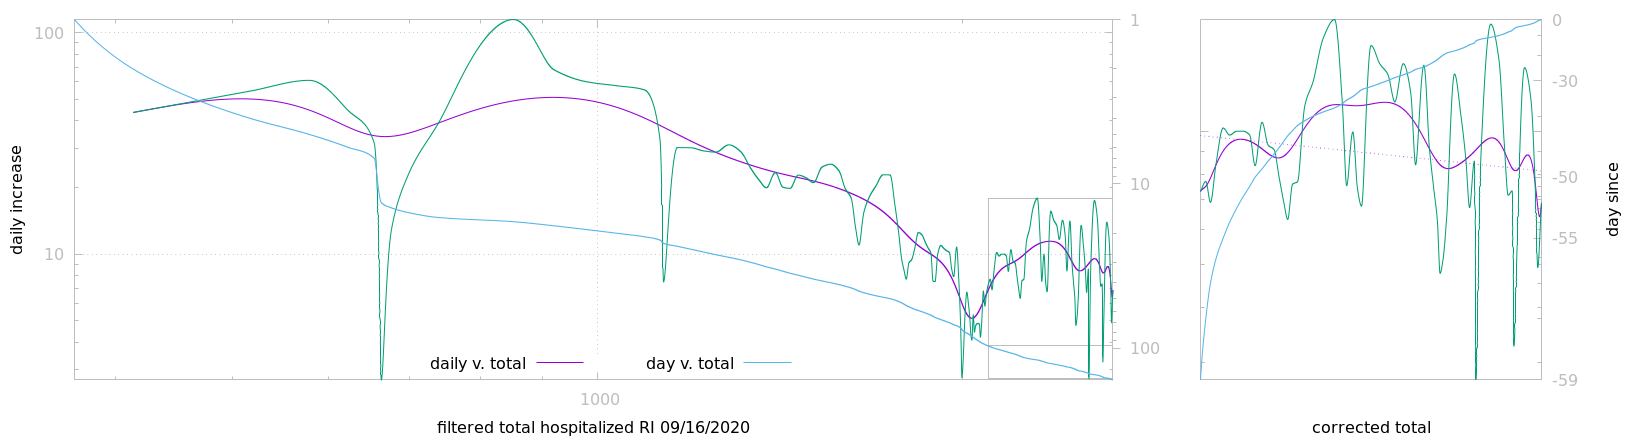 100
10
daily increase
daily v. total
day v. total
1
10
100
1000
filtered total hospitalized RI 09/16/2020
0
-30
-50
-55
-59
day since
corrected total